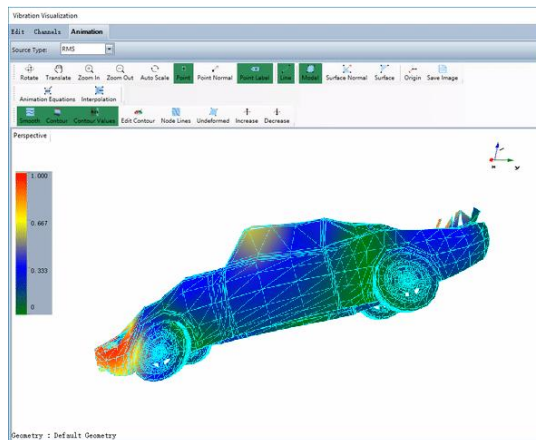 Vibration Visualization
Edit Channels Animation
Source Type: RMS
Rotate Translate Zoom In Zoom Out Auto Scale Point Point Normal Point Label Line Model Surface Normal Surface Origin Save Image
Animation Equations Interpolation
Smooth Contour Contour Values Edit Contour Node Lines Undeformed Increase Decrease
Perspective
1.000
0.667
0.333
0
Geometry : Default Geometry